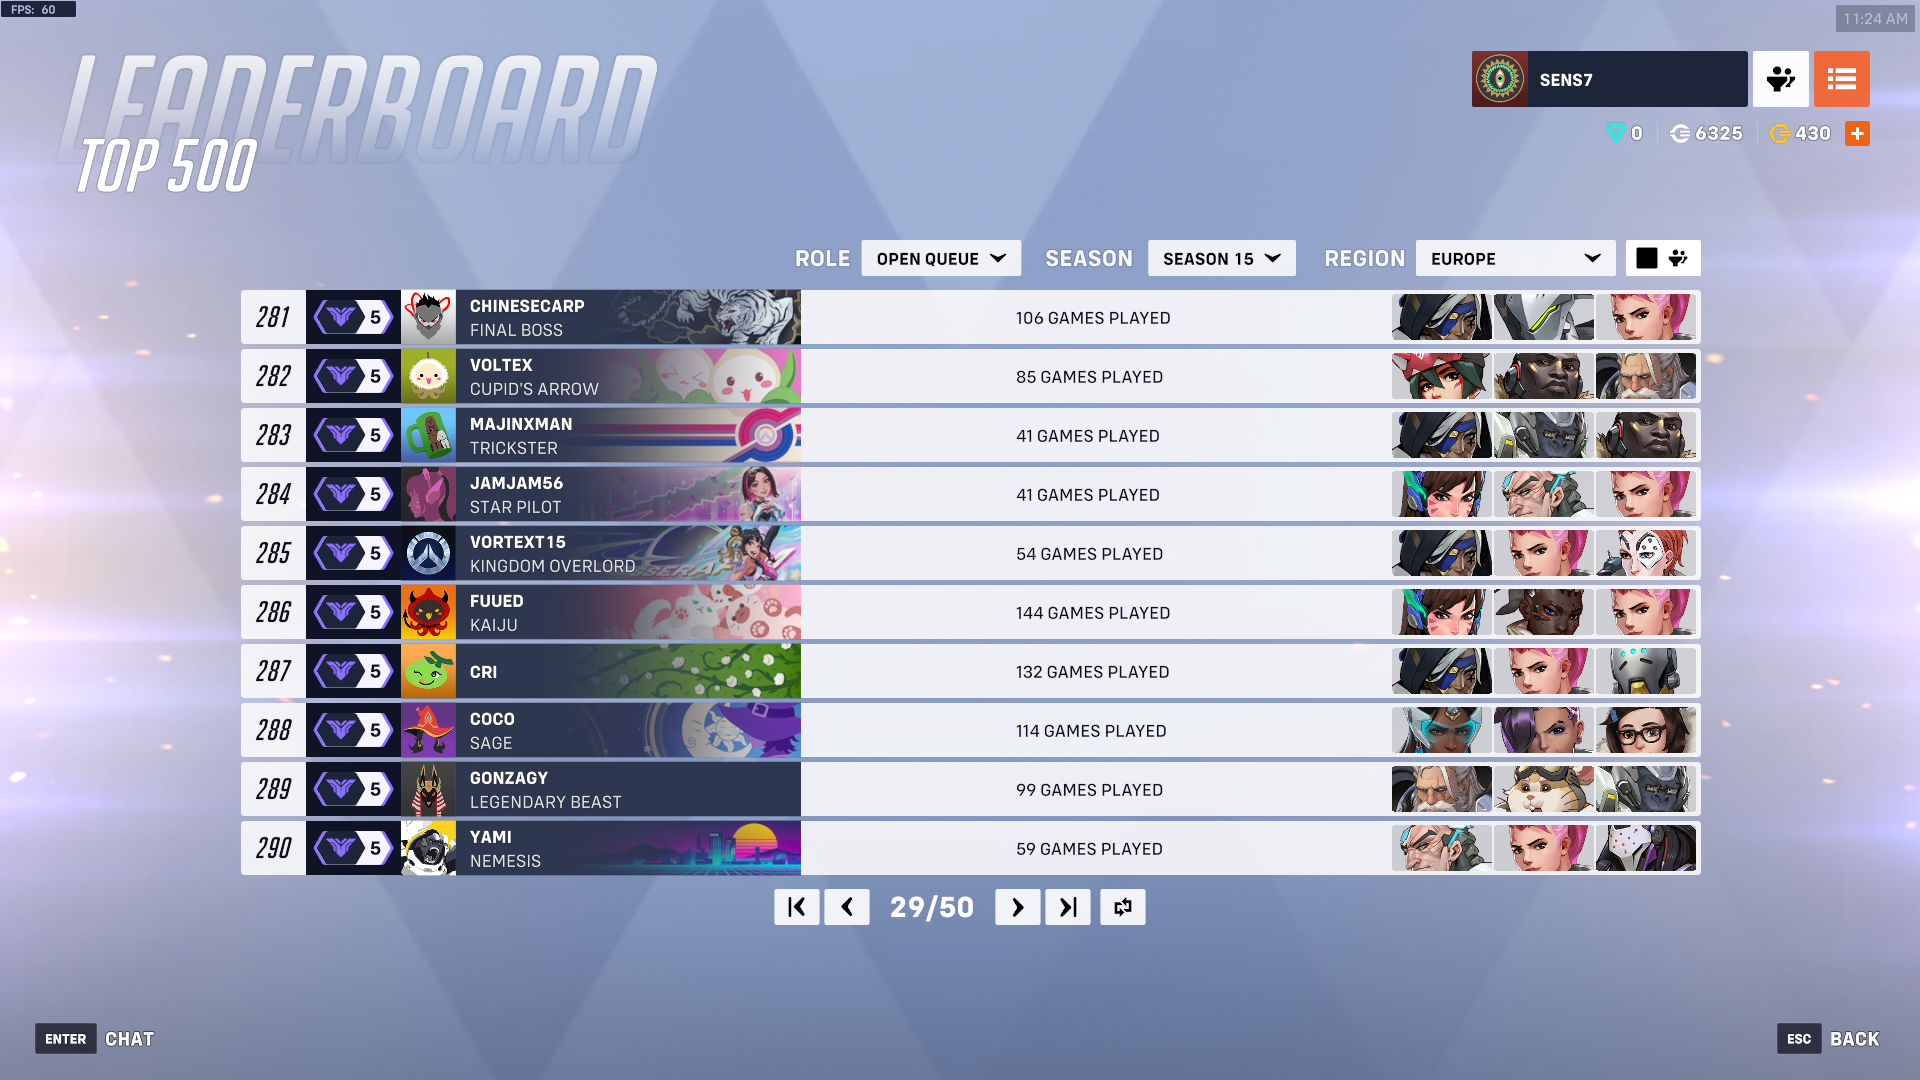 FPS: 60
11:24 AM
LEADERBOARD
TOP 500
SENS7
0 6325 430
ROLE OPEN QUEUE SEASON SEASON 15 REGION EUROPE
281 5 CHINESECARP 106 GAMES PLAYED
FINAL BOSS
282 5 VOLTEX 85 GAMES PLAYED
CUPID'S ARROW
283 5 MAJINXMAN 41 GAMES PLAYED
TRICKSTER
284 5 JAMJAM56 41 GAMES PLAYED
STAR PILOT
285 5 VORTEXT15 54 GAMES PLAYED
KINGDOM OVERLORD
286 5 FUUED 144 GAMES PLAYED
KAIJU
287 5 CRI 132 GAMES PLAYED
288 5 COCO 114 GAMES PLAYED
SAGE
289 5 GONZAGY 99 GAMES PLAYED
LEGENDARY BEAST
290 5 YAMI 59 GAMES PLAYED
NEMESIS
29/50
ENTER CHAT
ESC BACK